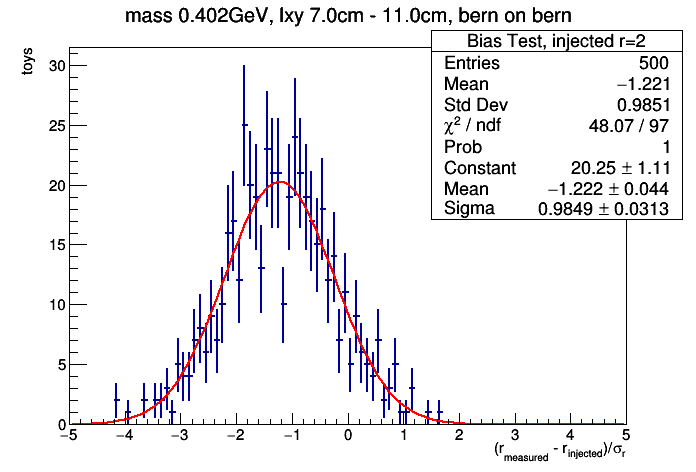 mass 0.402GeV, lxy 7.0cm - 11.0cm, bern on bern
Bias Test, injected r=2
Entries 500
Mean −1.221
Std Dev 0.9851
χ² / ndf 48.07 / 97
Prob 1
Constant 20.25 ± 1.11
Mean −1.222 ± 0.044
Sigma 0.9849 ± 0.0313
toys
30
25
20
15
10
5
0
−5 −4 −3 −2 −1 0 1 2 3 4 5
(r_measured - r_injected)/σ_r